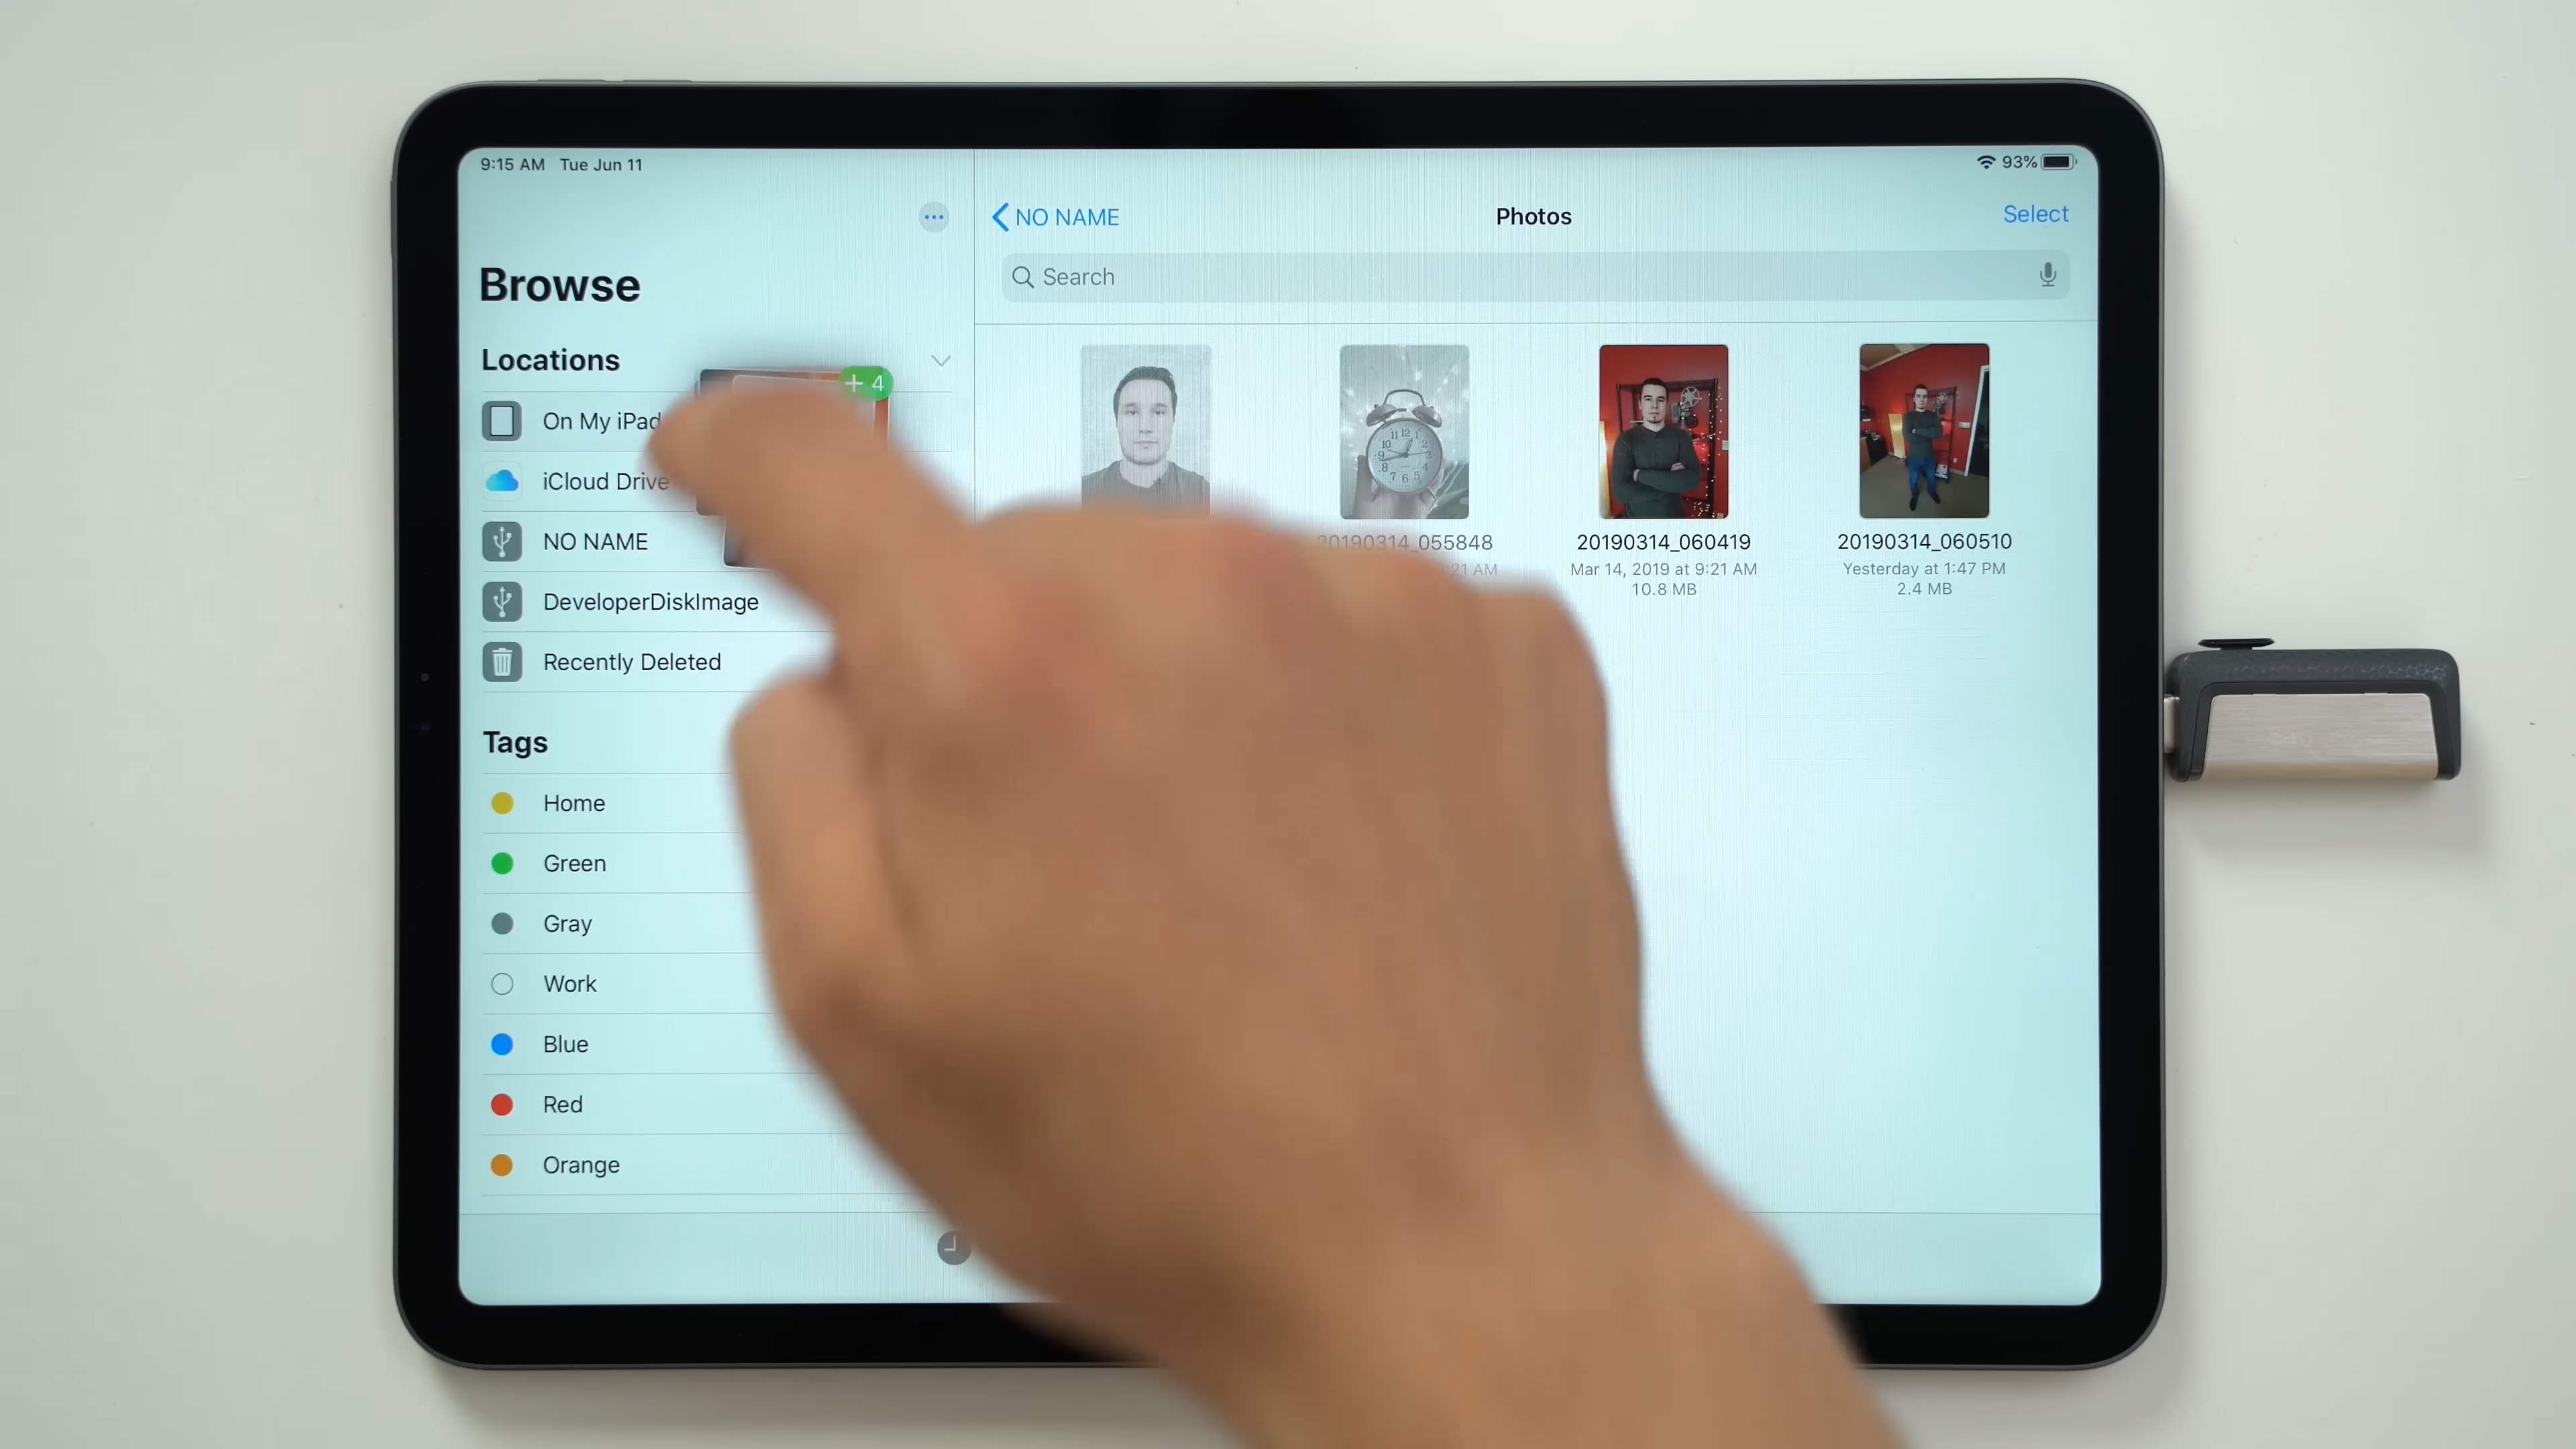 9:15 AM Tue Jun 11
93%
Browse
Locations
On My iPad
iCloud Drive
NO NAME
DeveloperDiskImage
Recently Deleted
Tags
Home
Green
Gray
Work
Blue
Red
Orange
+ 4
NO NAME
Photos
Select
Search
20190314_055848
21 AM
20190314_060419
Mar 14, 2019 at 9:21 AM
10.8 MB
20190314_060510
Yesterday at 1:47 PM
2.4 MB